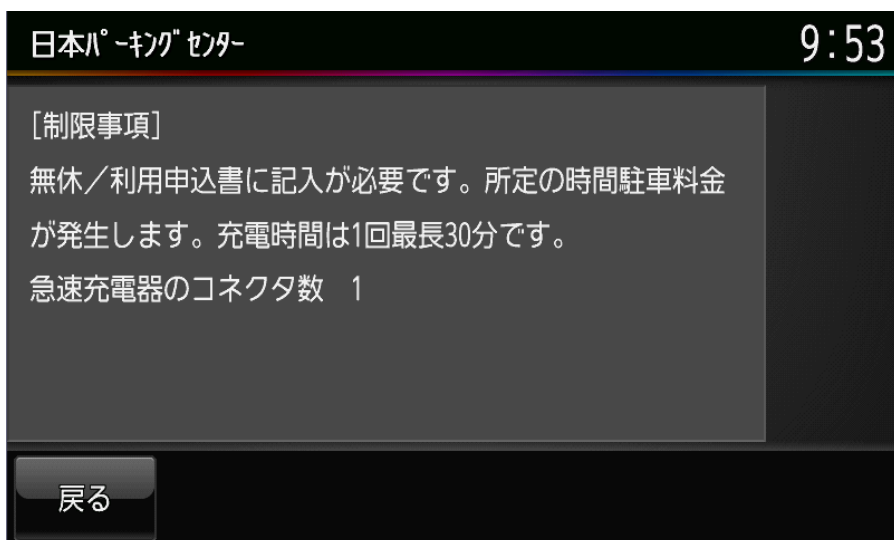 日本ﾊﾟｰｷﾝｸﾞｾﾝﾀｰ
9:53
[制限事項]
無休／利用申込書に記入が必要です。所定の時間駐車料金
が発生します。充電時間は1回最長30分です。
急速充電器のコネクタ数　1
戻る